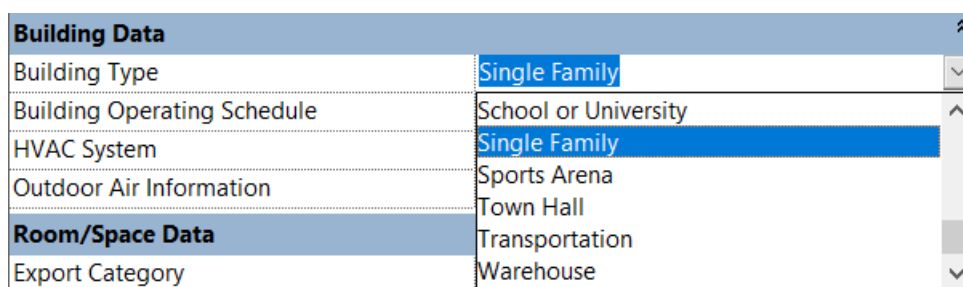 Building Data
Building Type Single Family
Building Operating Schedule School or University
HVAC System Single Family
Outdoor Air Information Sports Arena
Town Hall
Room/Space Data Transportation
Export Category Warehouse